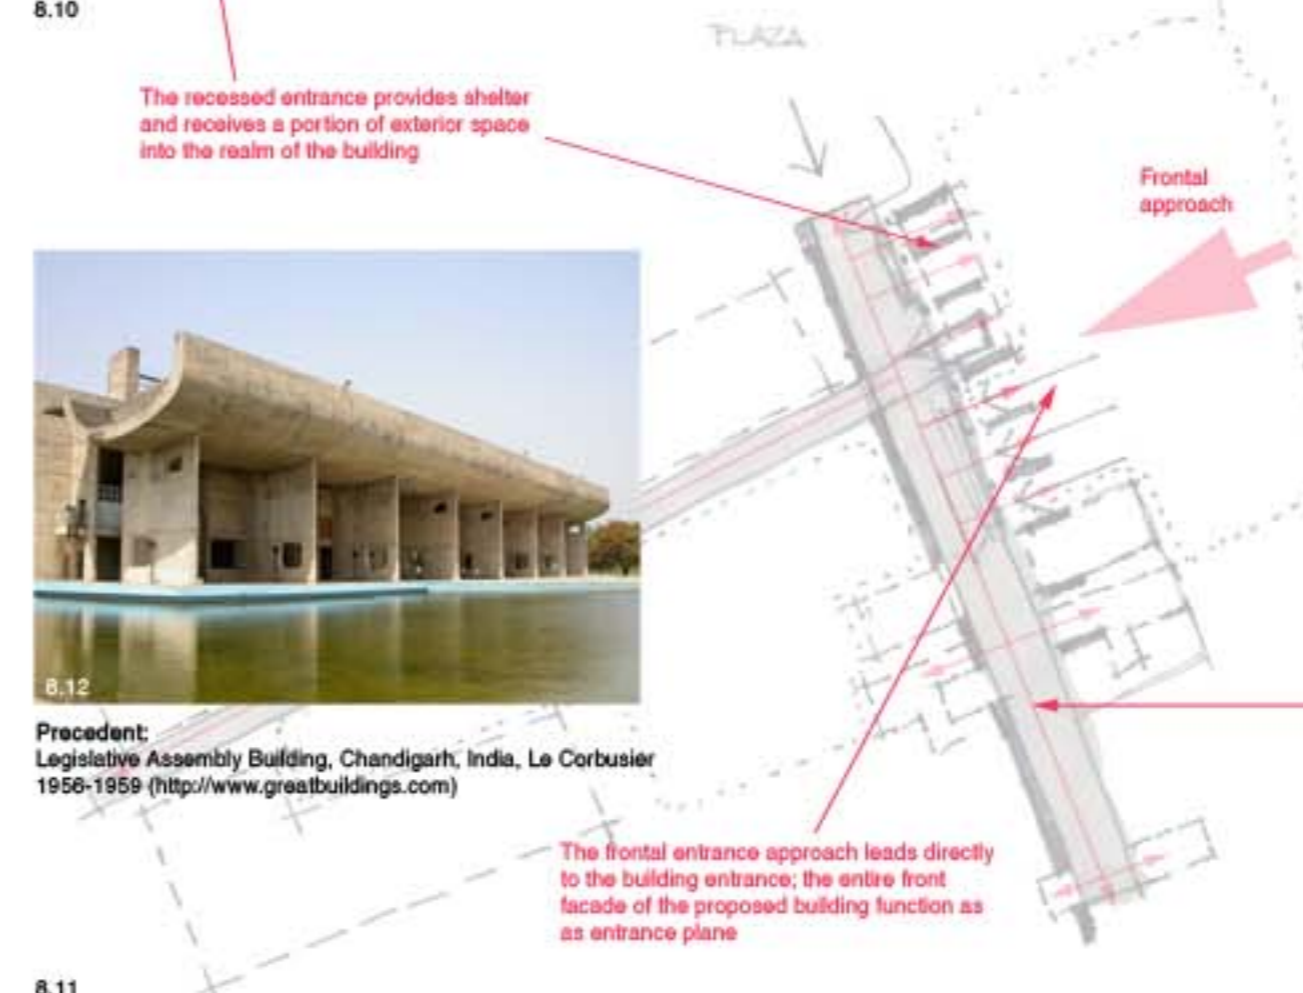 8.10
PLAZA
The recessed entrance provides shelter
and receives a portion of exterior space
into the realm of the building
Frontal
approach
8.12
Precedent:
Legislative Assembly Building, Chandigarh, India, Le Corbusier
1956-1959 (http://www.greatbuildings.com)
The frontal entrance approach leads directly
to the building entrance; the entire front
facade of the proposed building function as
as entrance plane
8.11